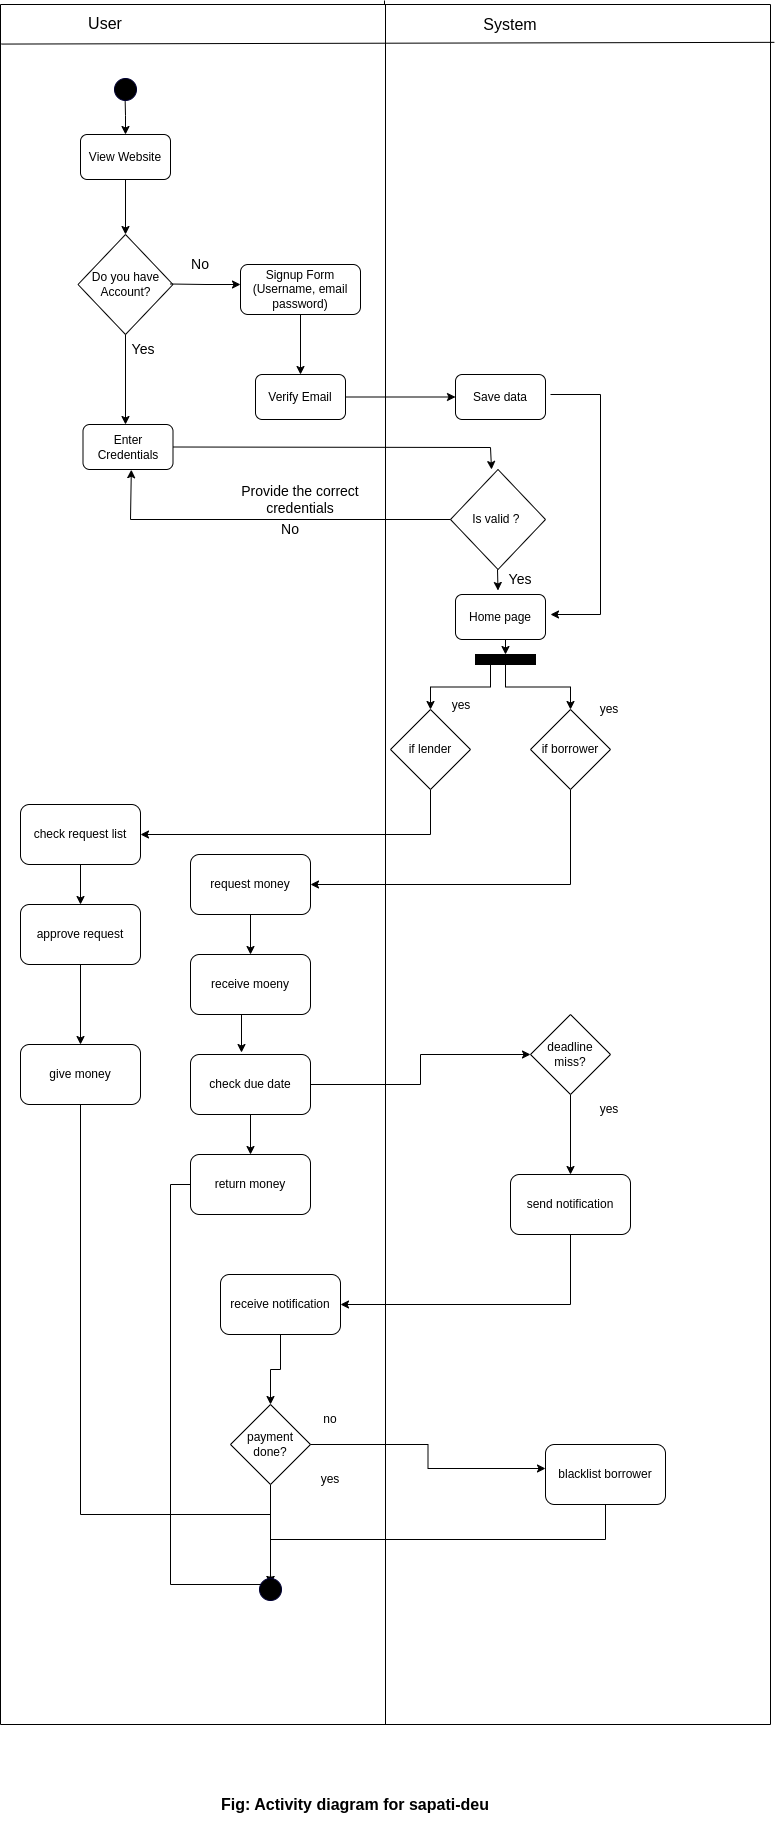 User
System
View Website
Do you have
Account?
No
Signup Form
(Username, email
password)
Yes
Verify Email
Save data
Enter
Credentials
Provide the correct
credentials
No
Is valid ?
Yes
Home page
yes
yes
if lender
if borrower
check request list
request money
approve request
receive moeny
deadline
miss?
give money
check due date
yes
return money
send notification
receive notification
no
payment
done?
yes
blacklist borrower
Fig: Activity diagram for sapati-deu